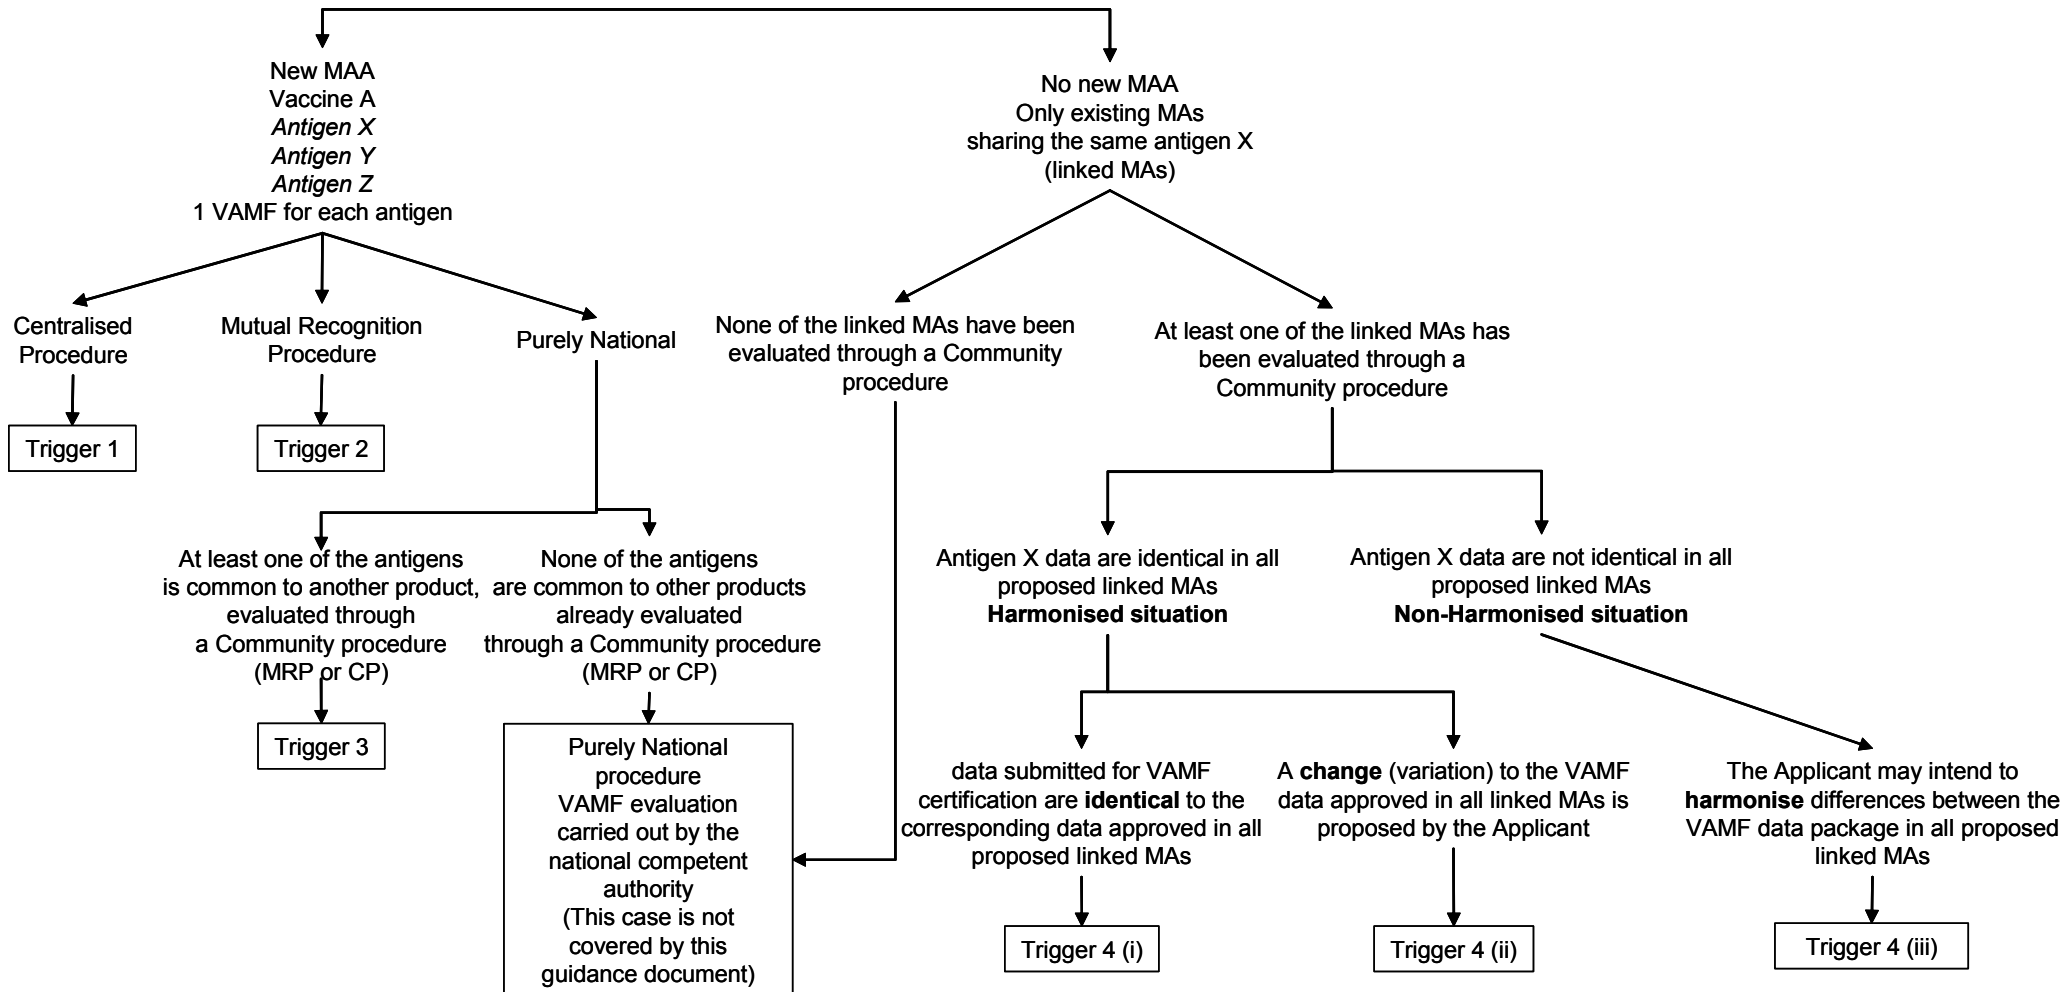 New MAA
Vaccine A
Antigen X
Antigen Y
Antigen Z
1 VAMF for each antigen
No new MAA
Only existing MAs
sharing the same antigen X
(linked MAs)
Centralised
Procedure
Mutual Recognition
Procedure
Purely National
None of the linked MAs have been
evaluated through a Community
procedure
At least one of the linked MAs has
been evaluated through a
Community procedure
Trigger 1
Trigger 2
At least one of the antigens
is common to another product,
evaluated through
a Community procedure
(MRP or CP)
None of the antigens
are common to other products
already evaluated
through a Community procedure
(MRP or CP)
Antigen X data are identical in all
proposed linked MAs
Harmonised situation
Antigen X data are not identical in all
proposed linked MAs
Non-Harmonised situation
Trigger 3
Purely National
procedure
VAMF evaluation
carried out by the
national competent
authority
(This case is not
covered by this
guidance document)
data submitted for VAMF
certification are identical to the
corresponding data approved in all
proposed linked MAs
A change (variation) to the VAMF
data approved in all linked MAs is
proposed by the Applicant
The Applicant may intend to
harmonise differences between the
VAMF data package in all proposed
linked MAs
Trigger 4 (i)
Trigger 4 (ii)
Trigger 4 (iii)